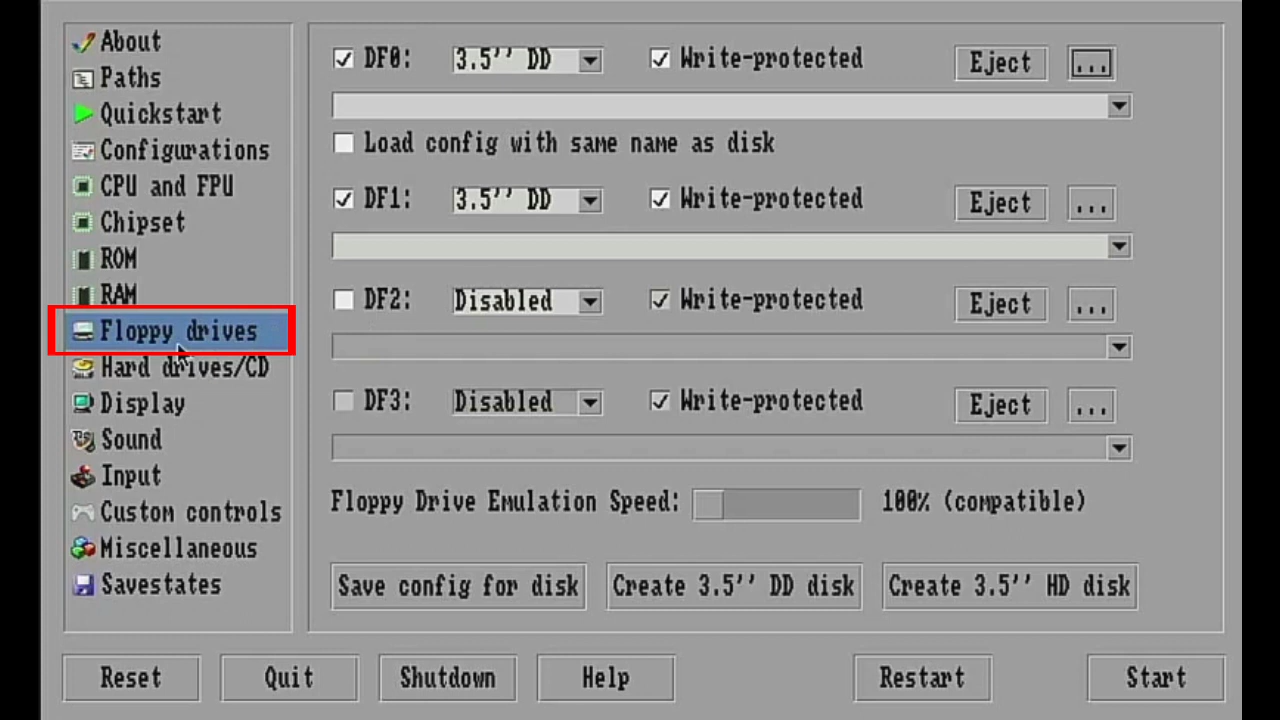 About
Paths
Quickstart
Configurations
CPU and FPU
Chipset
ROM
RAM
Floppy drives
Hard drives/CD
Display
Sound
Input
Custom controls
Miscellaneous
Savestates
DF0: 3.5'' DD Write-protected Eject ...
Load config with same name as disk
DF1: 3.5'' DD Write-protected Eject ...
DF2: Disabled Write-protected Eject ...
DF3: Disabled Write-protected Eject ...
Floppy Drive Emulation Speed: 100% (compatible)
Save config for disk Create 3.5'' DD disk Create 3.5'' HD disk
Reset Quit Shutdown Help Restart Start